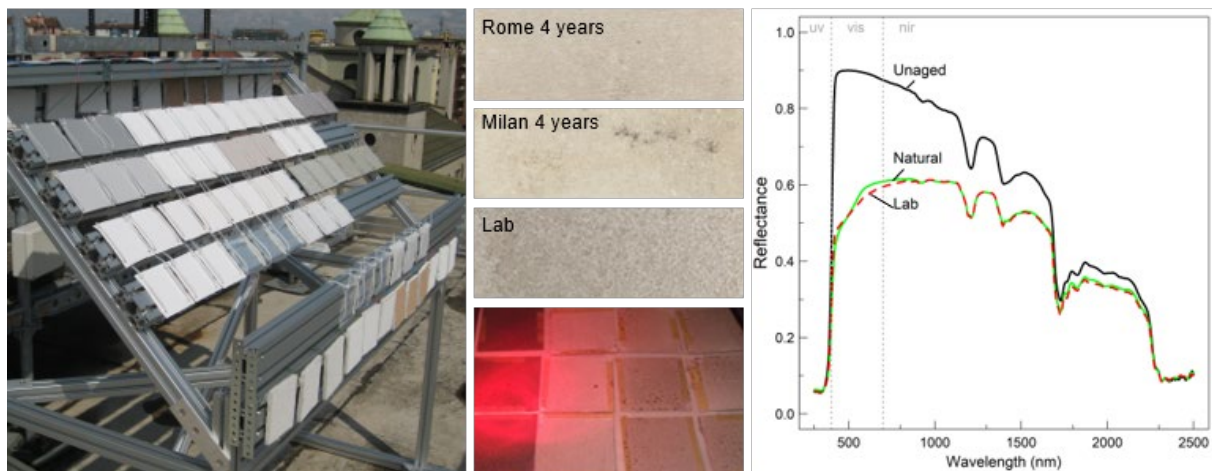 Rome 4 years
Milan 4 years
Lab
uv
vis
nir
1.0
0.8
0.6
0.4
0.2
0.0
Reflectance
Unaged
Natural
Lab
500
1000
1500
2000
2500
Wavelength (nm)